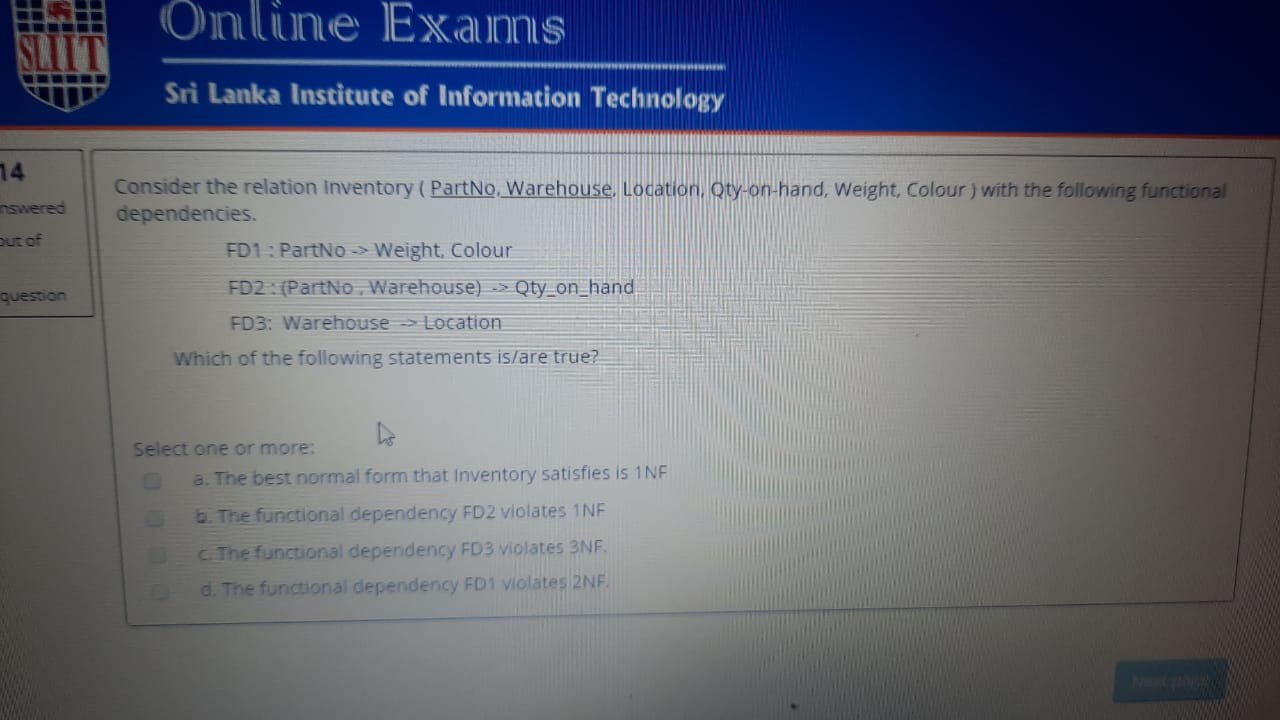 Online Exams
SLIIT
Sri Lanka Institute of Information Technology
14
nswered
out of
question
Consider the relation Inventory ( PartNo, Warehouse, Location, Qty-on-hand, Weight, Colour ) with the following functional
dependencies.
FD1 : PartNo -> Weight, Colour
FD2 : (PartNo , Warehouse) -> Qty_on_hand
FD3: Warehouse -> Location
Which of the following statements is/are true?
Select one or more:
a. The best normal form that Inventory satisfies is 1NF
b. The functional dependency FD2 violates 1NF
c. The functional dependency FD3 violates 3NF.
d. The functional dependency FD1 violates 2NF.
Next page